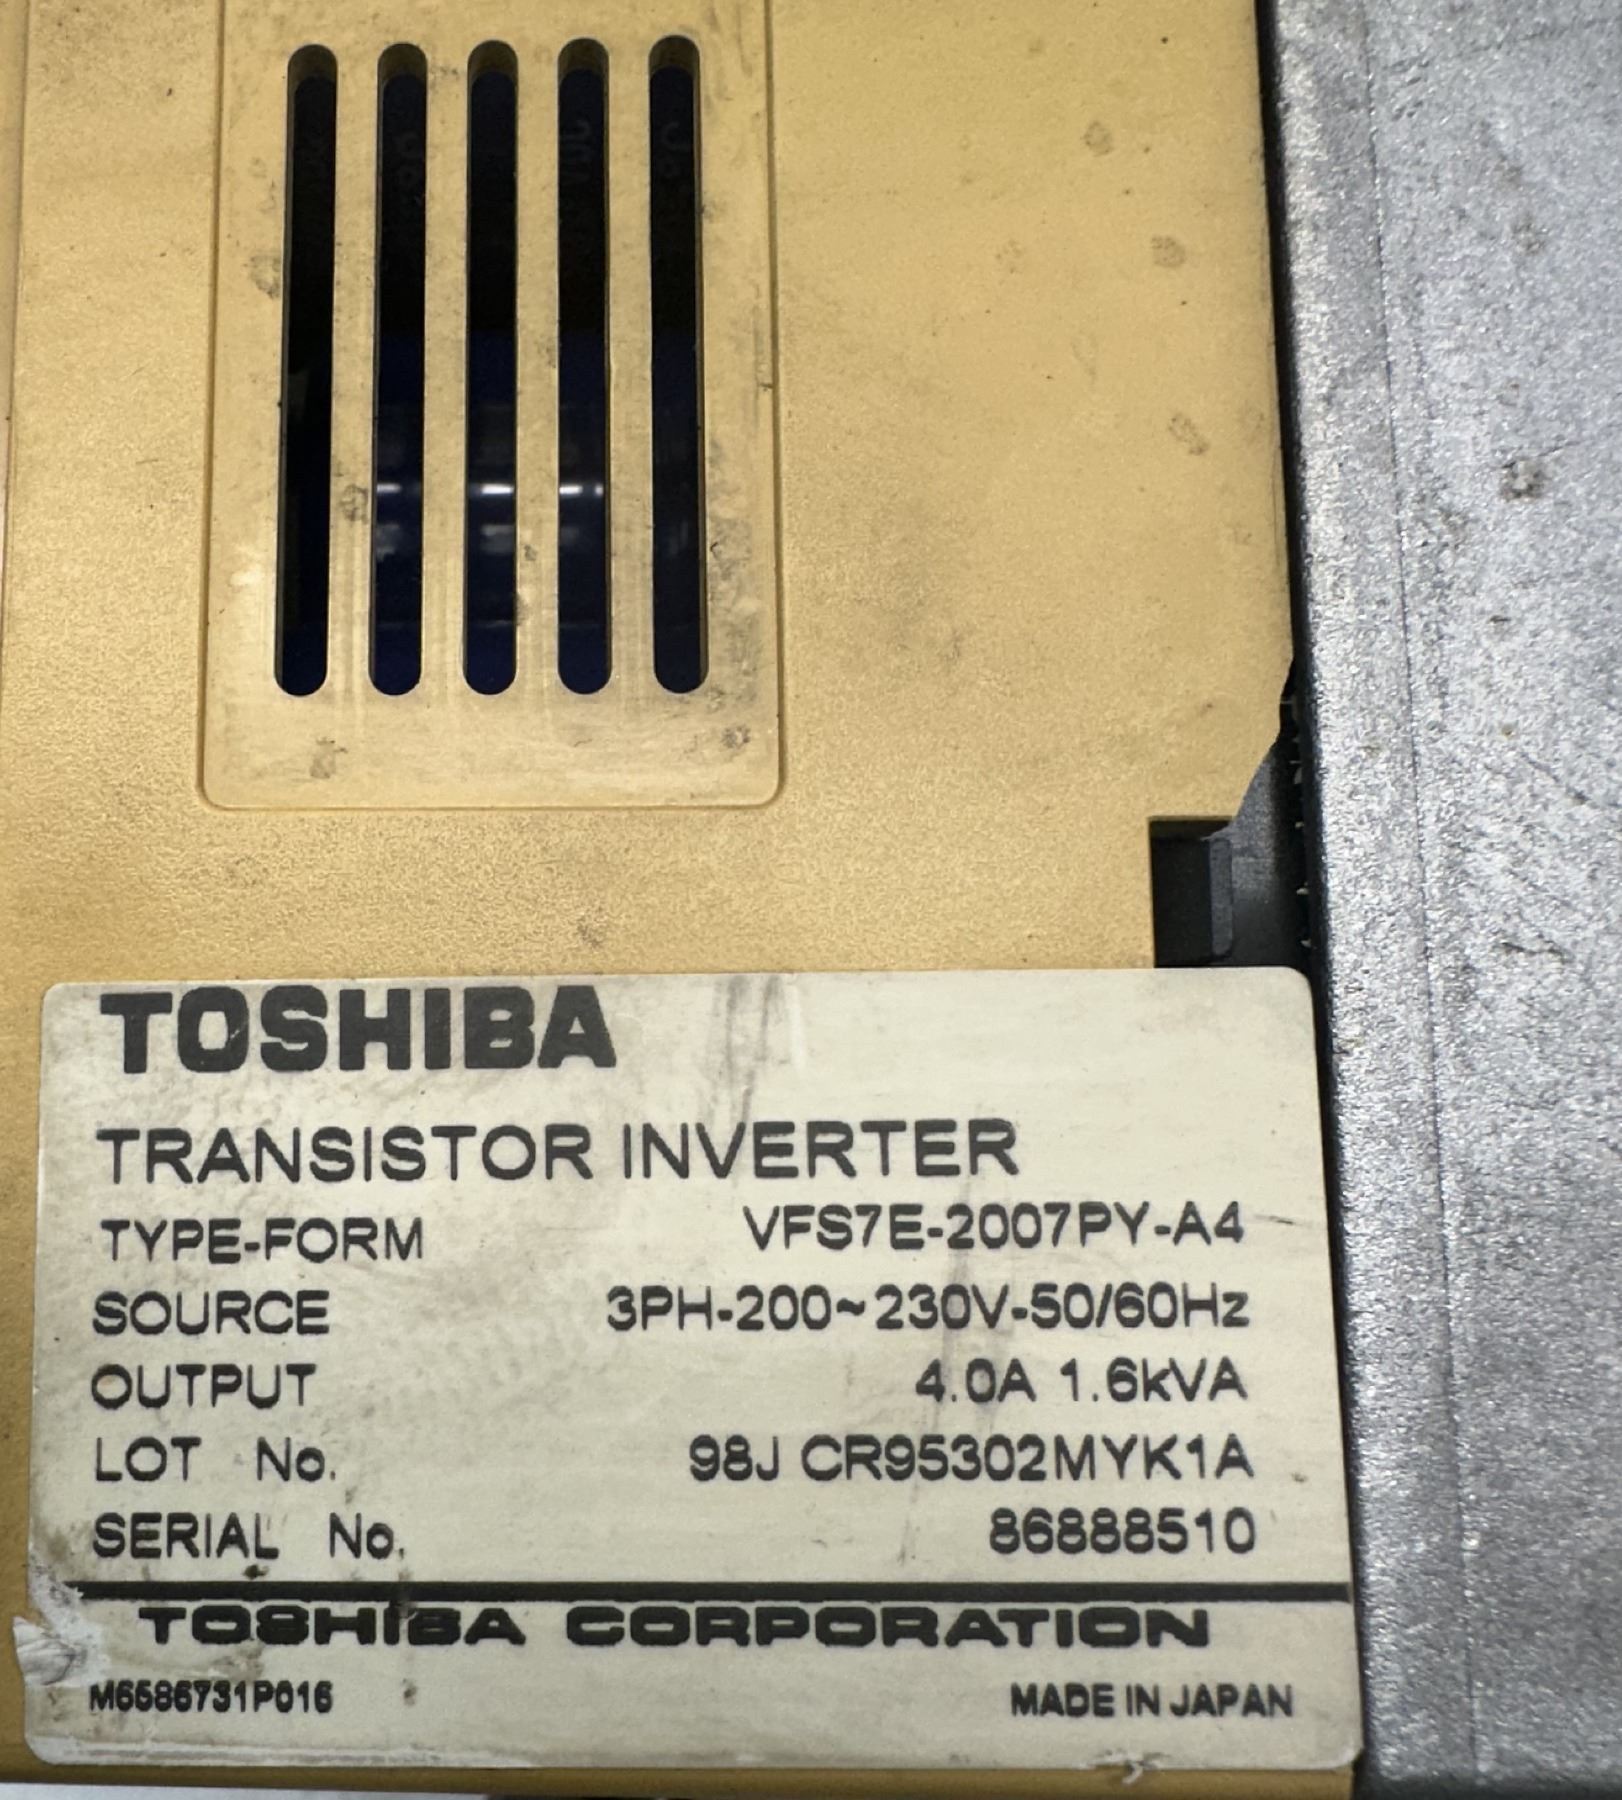 TOSHIBA
TRANSISTOR INVERTER
TYPE-FORM VFS7E-2007PY-A4
SOURCE 3PH-200~230V-50/60Hz
OUTPUT 4.0A 1.6kVA
LOT No. 98J CR95302MYK1A
SERIAL No. 86888510
TOSHIBA CORPORATION
M6586731P016 MADE IN JAPAN